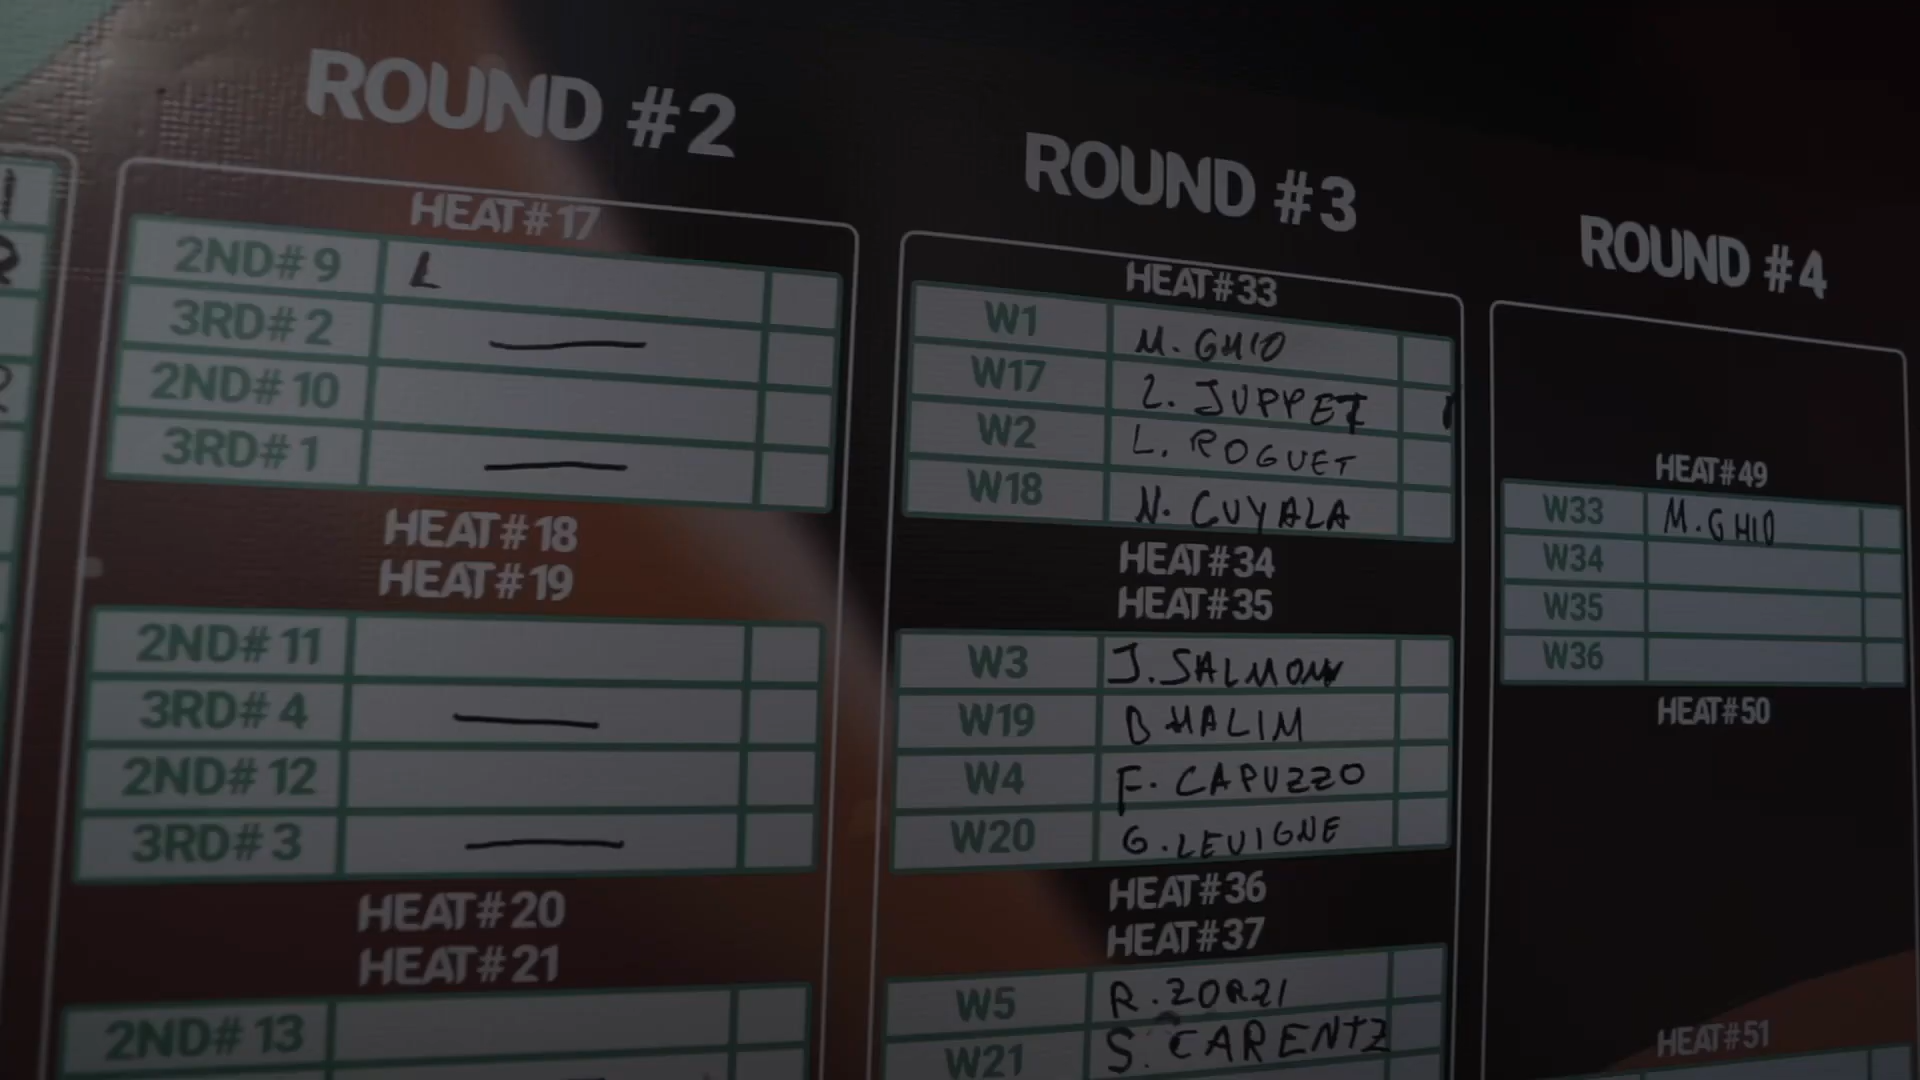 ROUND #2
HEAT#17
2ND# 9 L
3RD# 2
2ND# 10
3RD# 1
HEAT#18
HEAT#19
2ND# 11
3RD# 4
2ND# 12
3RD# 3
HEAT#20
HEAT#21
2ND# 13
ROUND #3
HEAT#33
W1 M. GHIO
W17 Z. JUPPET
W2 L. ROGUET
W18 N. CUYALA
HEAT#34
HEAT#35
W3 J. SALMON
W19 B HALIM
W4 F. CAPUZZO
W20 G. LEVIGNE
HEAT#36
HEAT#37
W5 R. ZORZI
W21 S. CARENTZ
ROUND #4
HEAT#49
W33 M. GHIO
W34
W35
W36
HEAT#50
HEAT#51